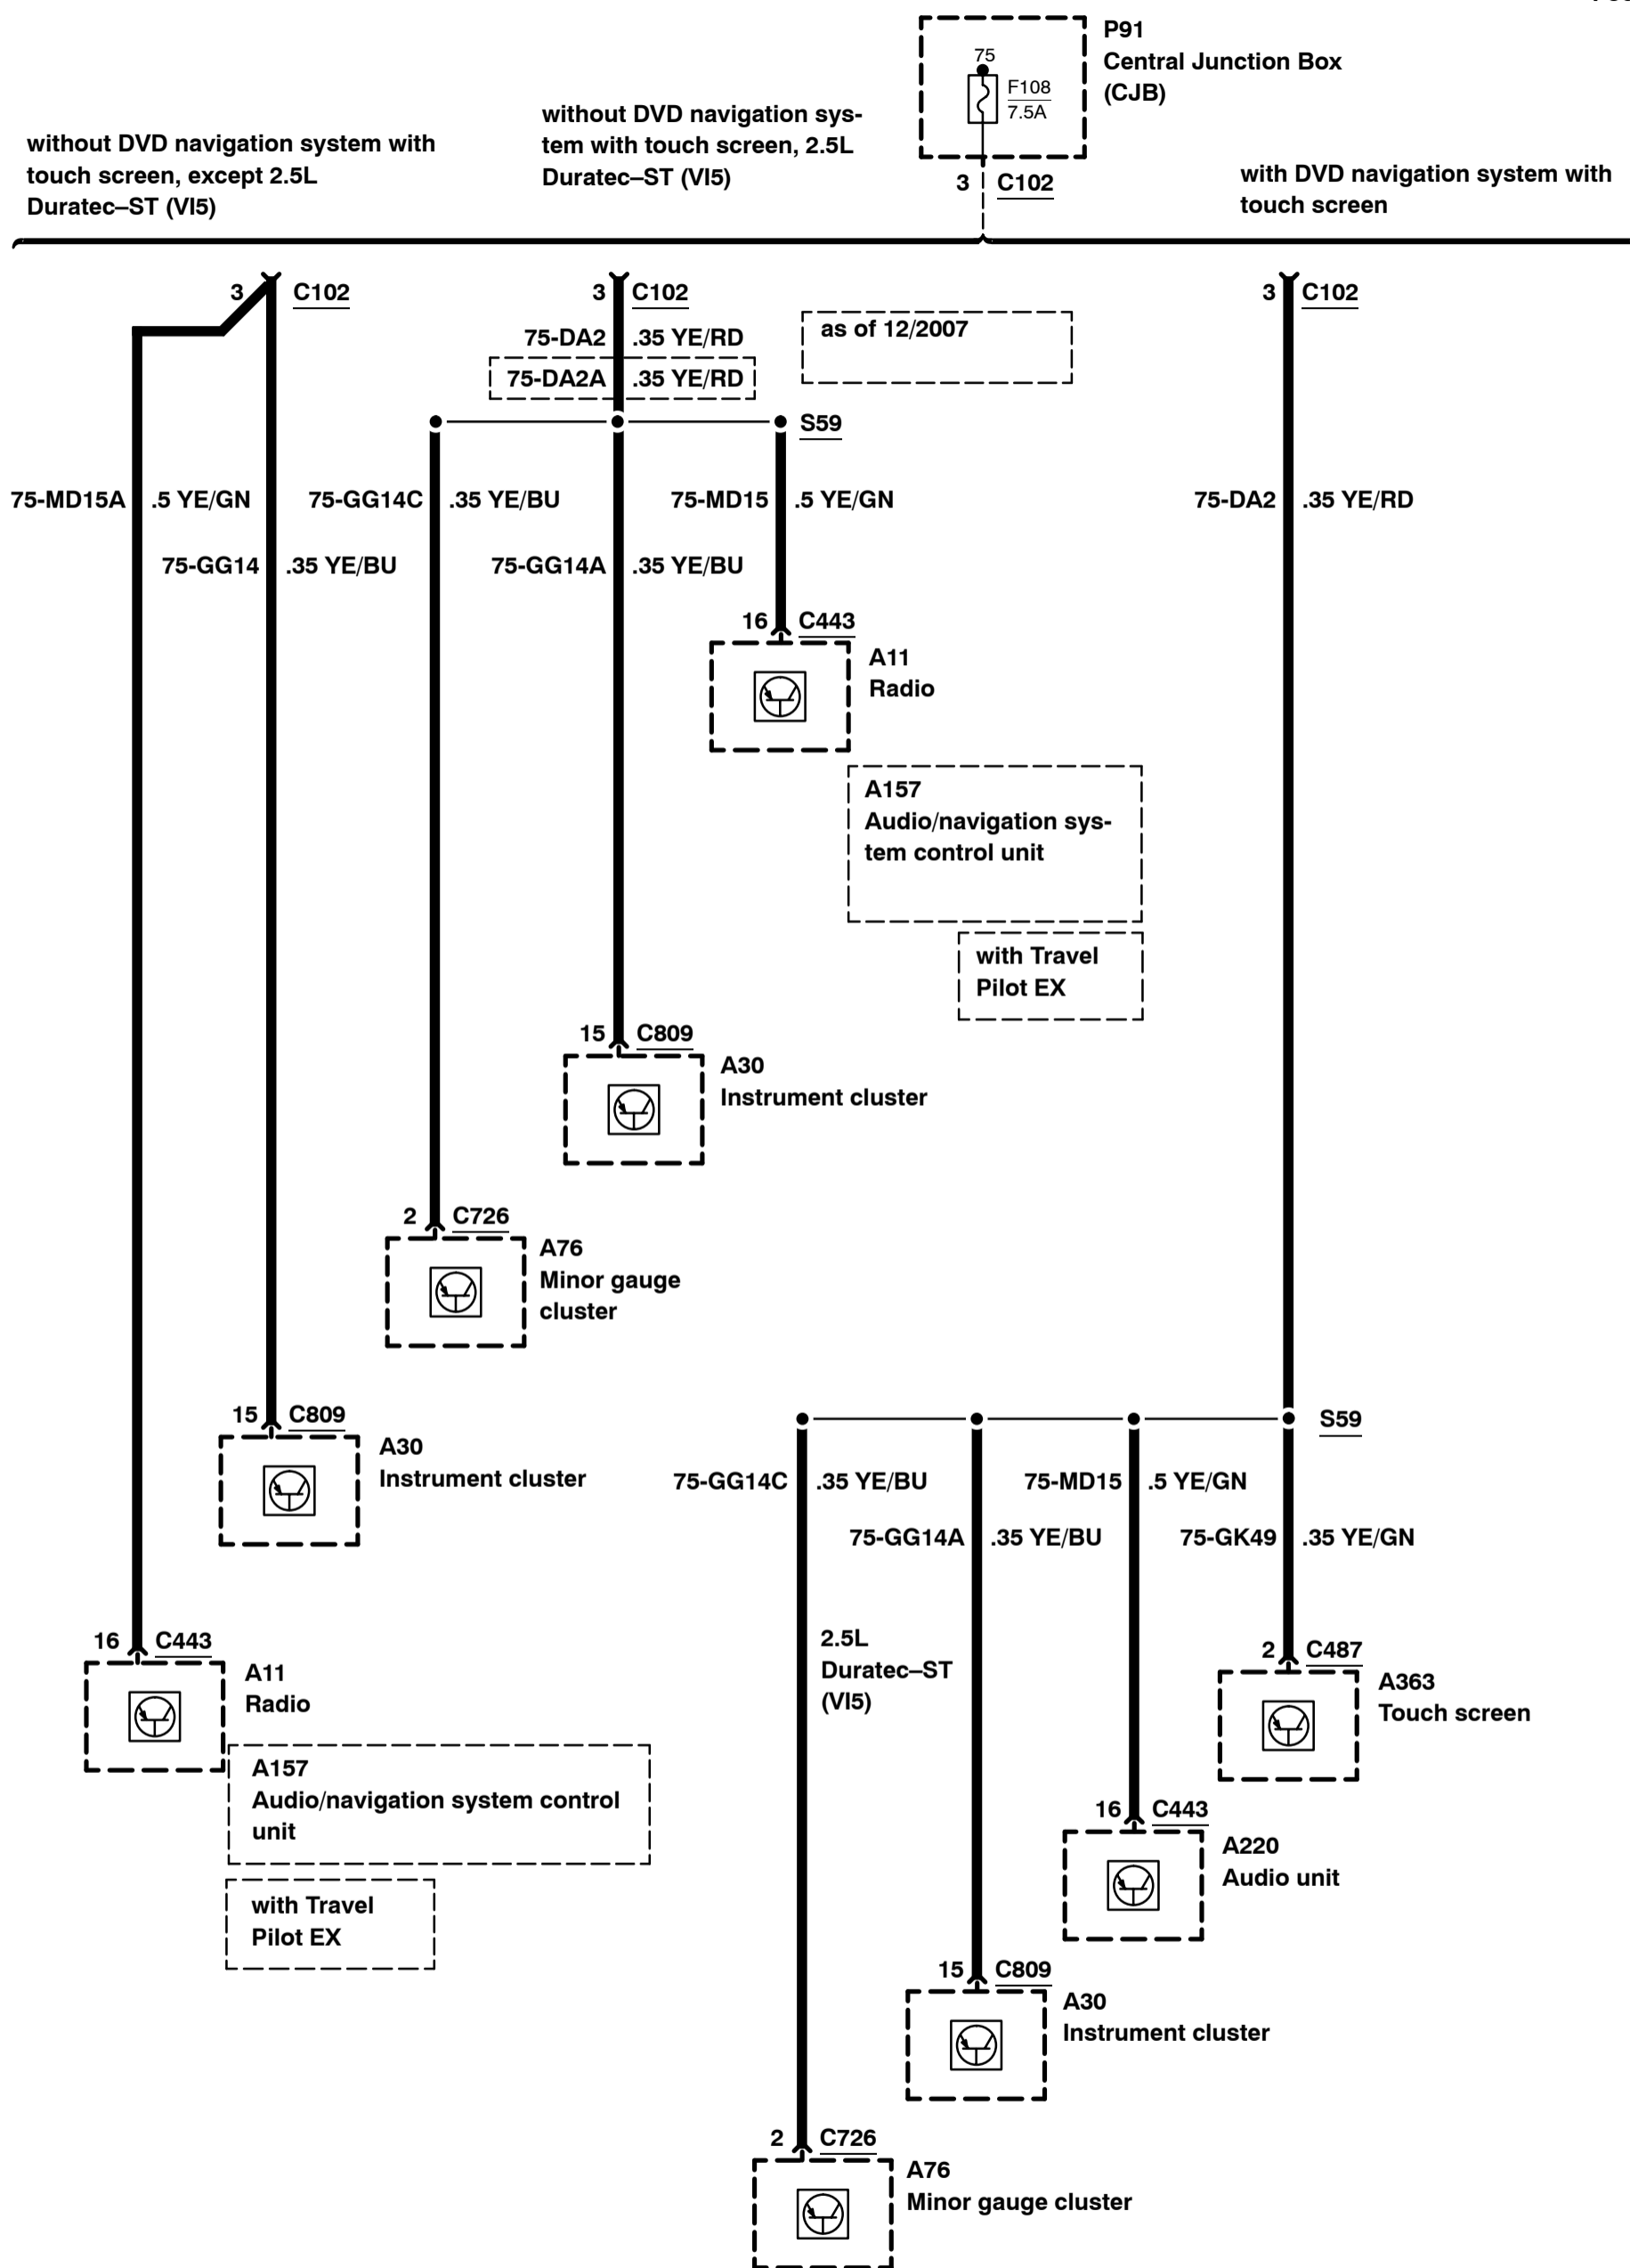 P91
Central Junction Box
(CJB)
75
F108
7.5A
3 C102
without DVD navigation system with
touch screen, except 2.5L
Duratec–ST (VI5)
without DVD navigation sys-
tem with touch screen, 2.5L
Duratec–ST (VI5)
with DVD navigation system with
touch screen
3 C102
3 C102
3 C102
75-DA2 .35 YE/RD
75-DA2A .35 YE/RD
as of 12/2007
S59
75-MD15A .5 YE/GN
75-GG14C .35 YE/BU
75-MD15 .5 YE/GN
75-DA2 .35 YE/RD
75-GG14 .35 YE/BU
75-GG14A .35 YE/BU
16 C443
A11
Radio
A157
Audio/navigation sys-
tem control unit
with Travel
Pilot EX
15 C809
A30
Instrument cluster
2 C726
A76
Minor gauge
cluster
15 C809
A30
Instrument cluster
S59
75-GG14C .35 YE/BU
75-MD15 .5 YE/GN
75-GG14A .35 YE/BU
75-GK49 .35 YE/GN
2.5L
Duratec–ST
(VI5)
16 C443
A11
Radio
A157
Audio/navigation system control
unit
with Travel
Pilot EX
2 C487
A363
Touch screen
16 C443
A220
Audio unit
15 C809
A30
Instrument cluster
2 C726
A76
Minor gauge cluster